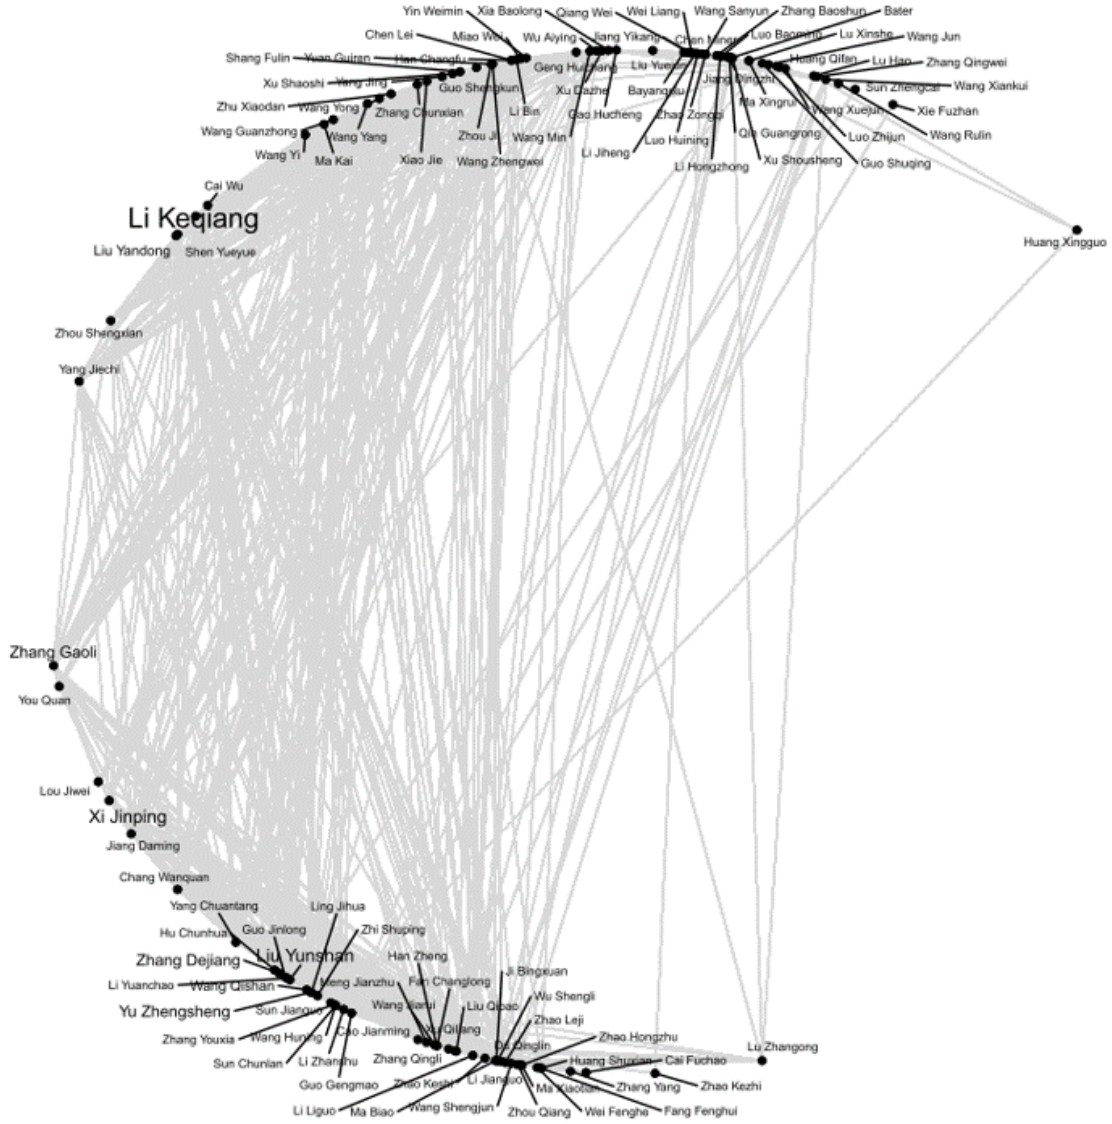 Yin Weimin
Xia Baolong
Qiang Wei
Wei Liang
Wang Sanyun
Zhang Baoshun
Bater
Chen Lei
Miao Wei
Wu Aiying
Jiang Yikang
Chen Miner
Luo Baoming
Lu Xinshe
Wang Jun
Shang Fulin
Yuan Guiren
Han Changfu
Geng Huichang
Liu Yuexin
Jiang Dingzhi
Huang Qifan
Lu Hao
Zhang Qingwei
Xu Shaoshi
Yang Jing
Guo Shengkun
Xu Dazhe
Bayanqolu
Sun Zhengcai
Wang Xiankui
Zhu Xiaodan
Wang Yong
Zhang Chunxian
Li Bin
Gao Hucheng
Zhao Zongqi
Ma Xingrui
Wang Xuejun
Xie Fuzhan
Wang Guanzhong
Wang Yang
Zhou Ji
Wang Min
Luo Huining
Qin Guangrong
Luo Zhijun
Wang Rulin
Wang Yi
Ma Kai
Xiao Jie
Wang Zhengwei
Li Jiheng
Li Hongzhong
Xu Shousheng
Guo Shuqing
Cai Wu
Li Keqiang
Liu Yandong
Shen Yueyue
Huang Xingguo
Zhou Shengxian
Yang Jiechi
Zhang Gaoli
You Quan
Lou Jiwei
Xi Jinping
Jiang Daming
Chang Wanquan
Yang Chuantang
Ling Jihua
Hu Chunhua
Guo Jinlong
Zhi Shuping
Zhang Dejiang
Liu Yunshan
Han Zheng
Li Yuanchao
Wang Qishan
Meng Jianzhu
Fan Changlong
Ji Bingxuan
Yu Zhengsheng
Sun Jianguo
Wang Jiarui
Liu Qibao
Wu Shengli
Zhang Youxia
Wang Huning
Cao Jianming
Xu Qiliang
Zhao Leji
Sun Chunlan
Li Zhanshu
Zhang Qingli
Du Qinglin
Zhao Hongzhu
Lu Zhangong
Guo Gengmao
Zhao Keshi
Li Jianguo
Huang Shuxian
Cai Fuchao
Ma Xiaotian
Zhang Yang
Zhao Kezhi
Li Liguo
Ma Biao
Wang Shengjun
Zhou Qiang
Wei Fenghe
Fang Fenghui